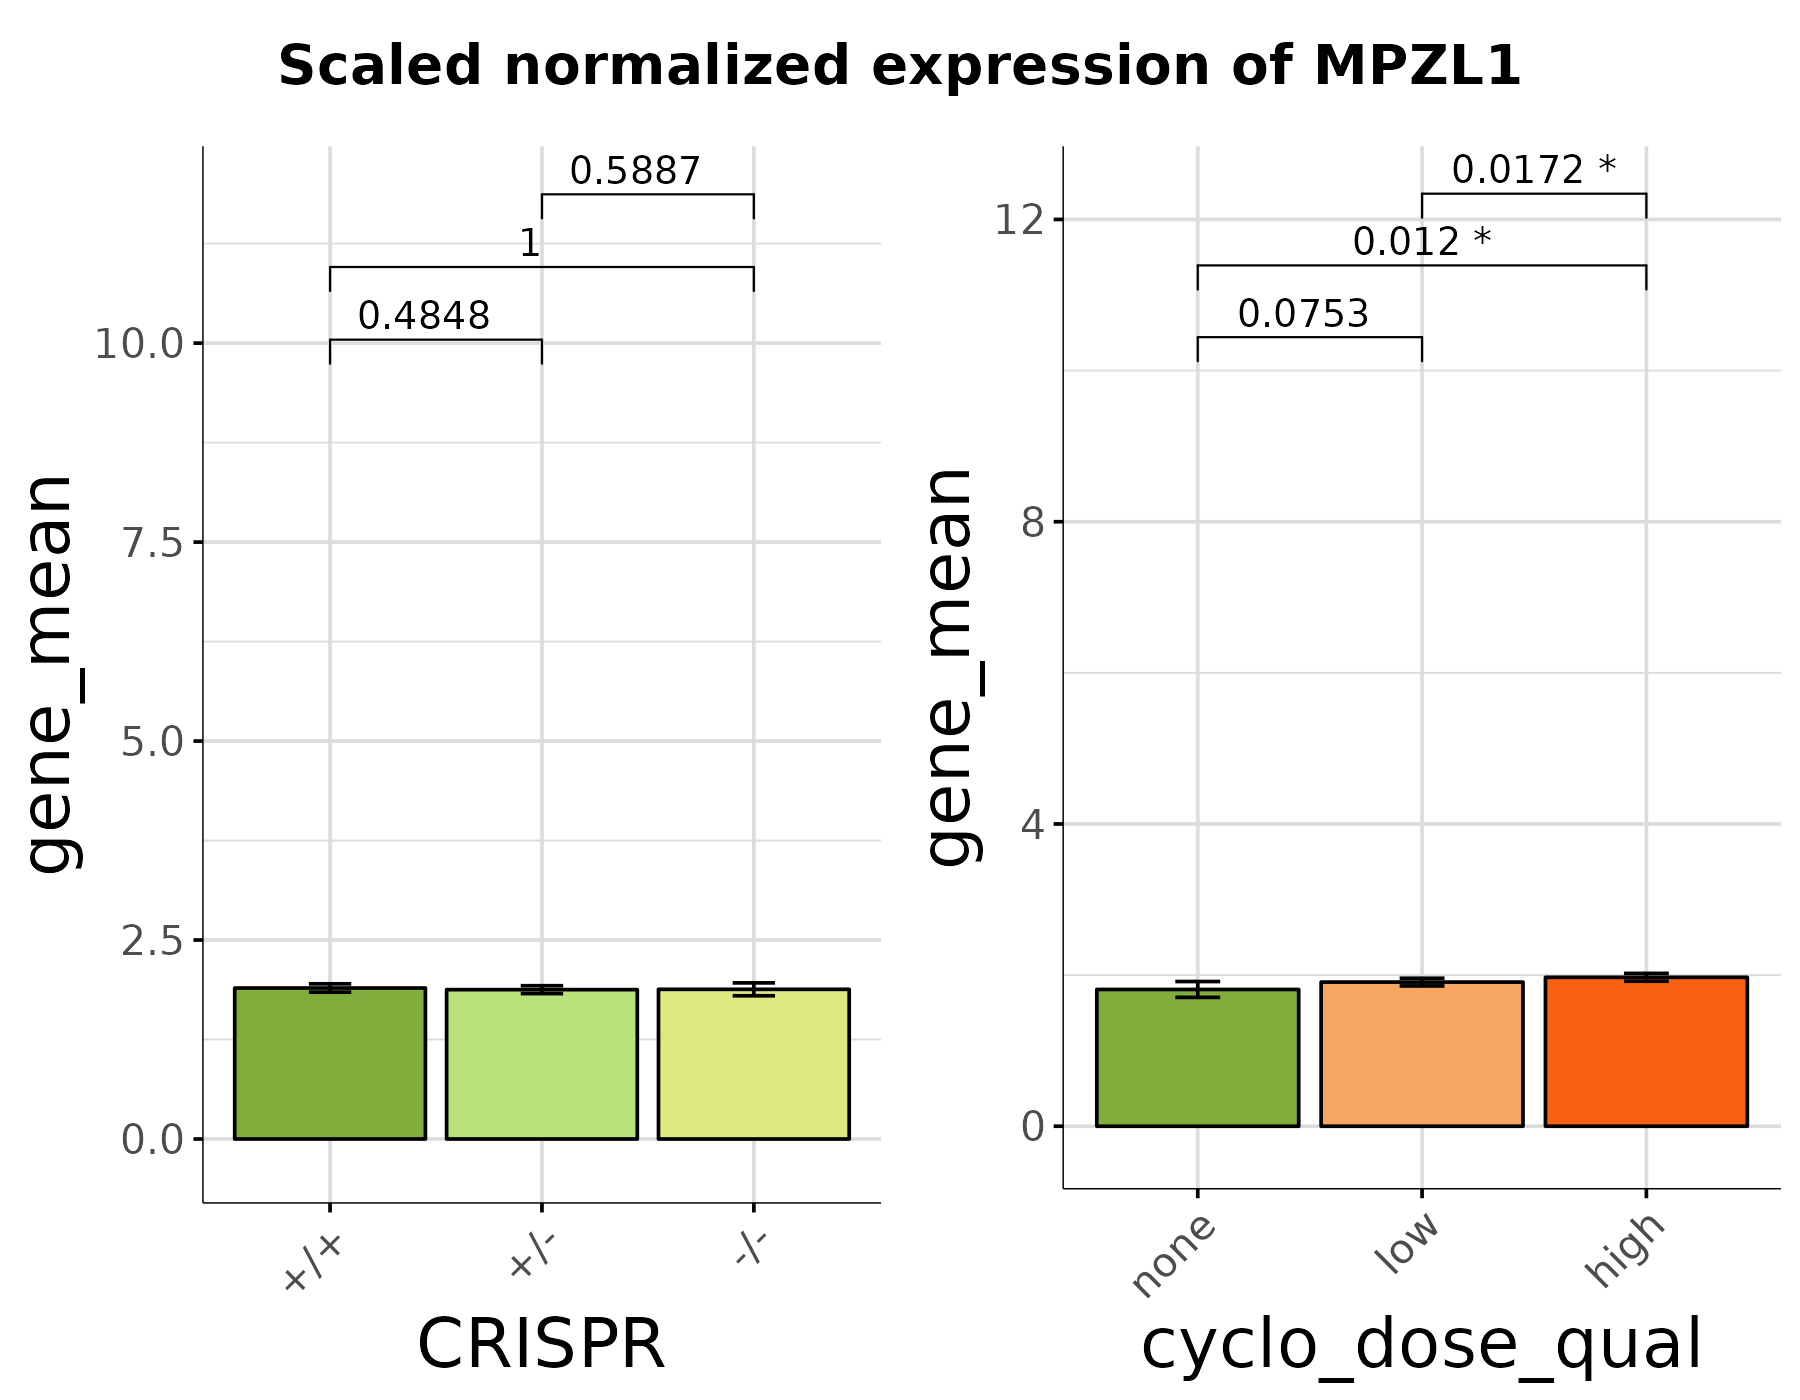 Scaled normalized expression of MPZL1
gene_mean
10.0
7.5
5.0
2.5
0.0
0.5887
1
0.4848
+/+
+/-
-/-
CRISPR
gene_mean
12
8
4
0
0.0172 *
0.012 *
0.0753
none
low
high
cyclo_dose_qual